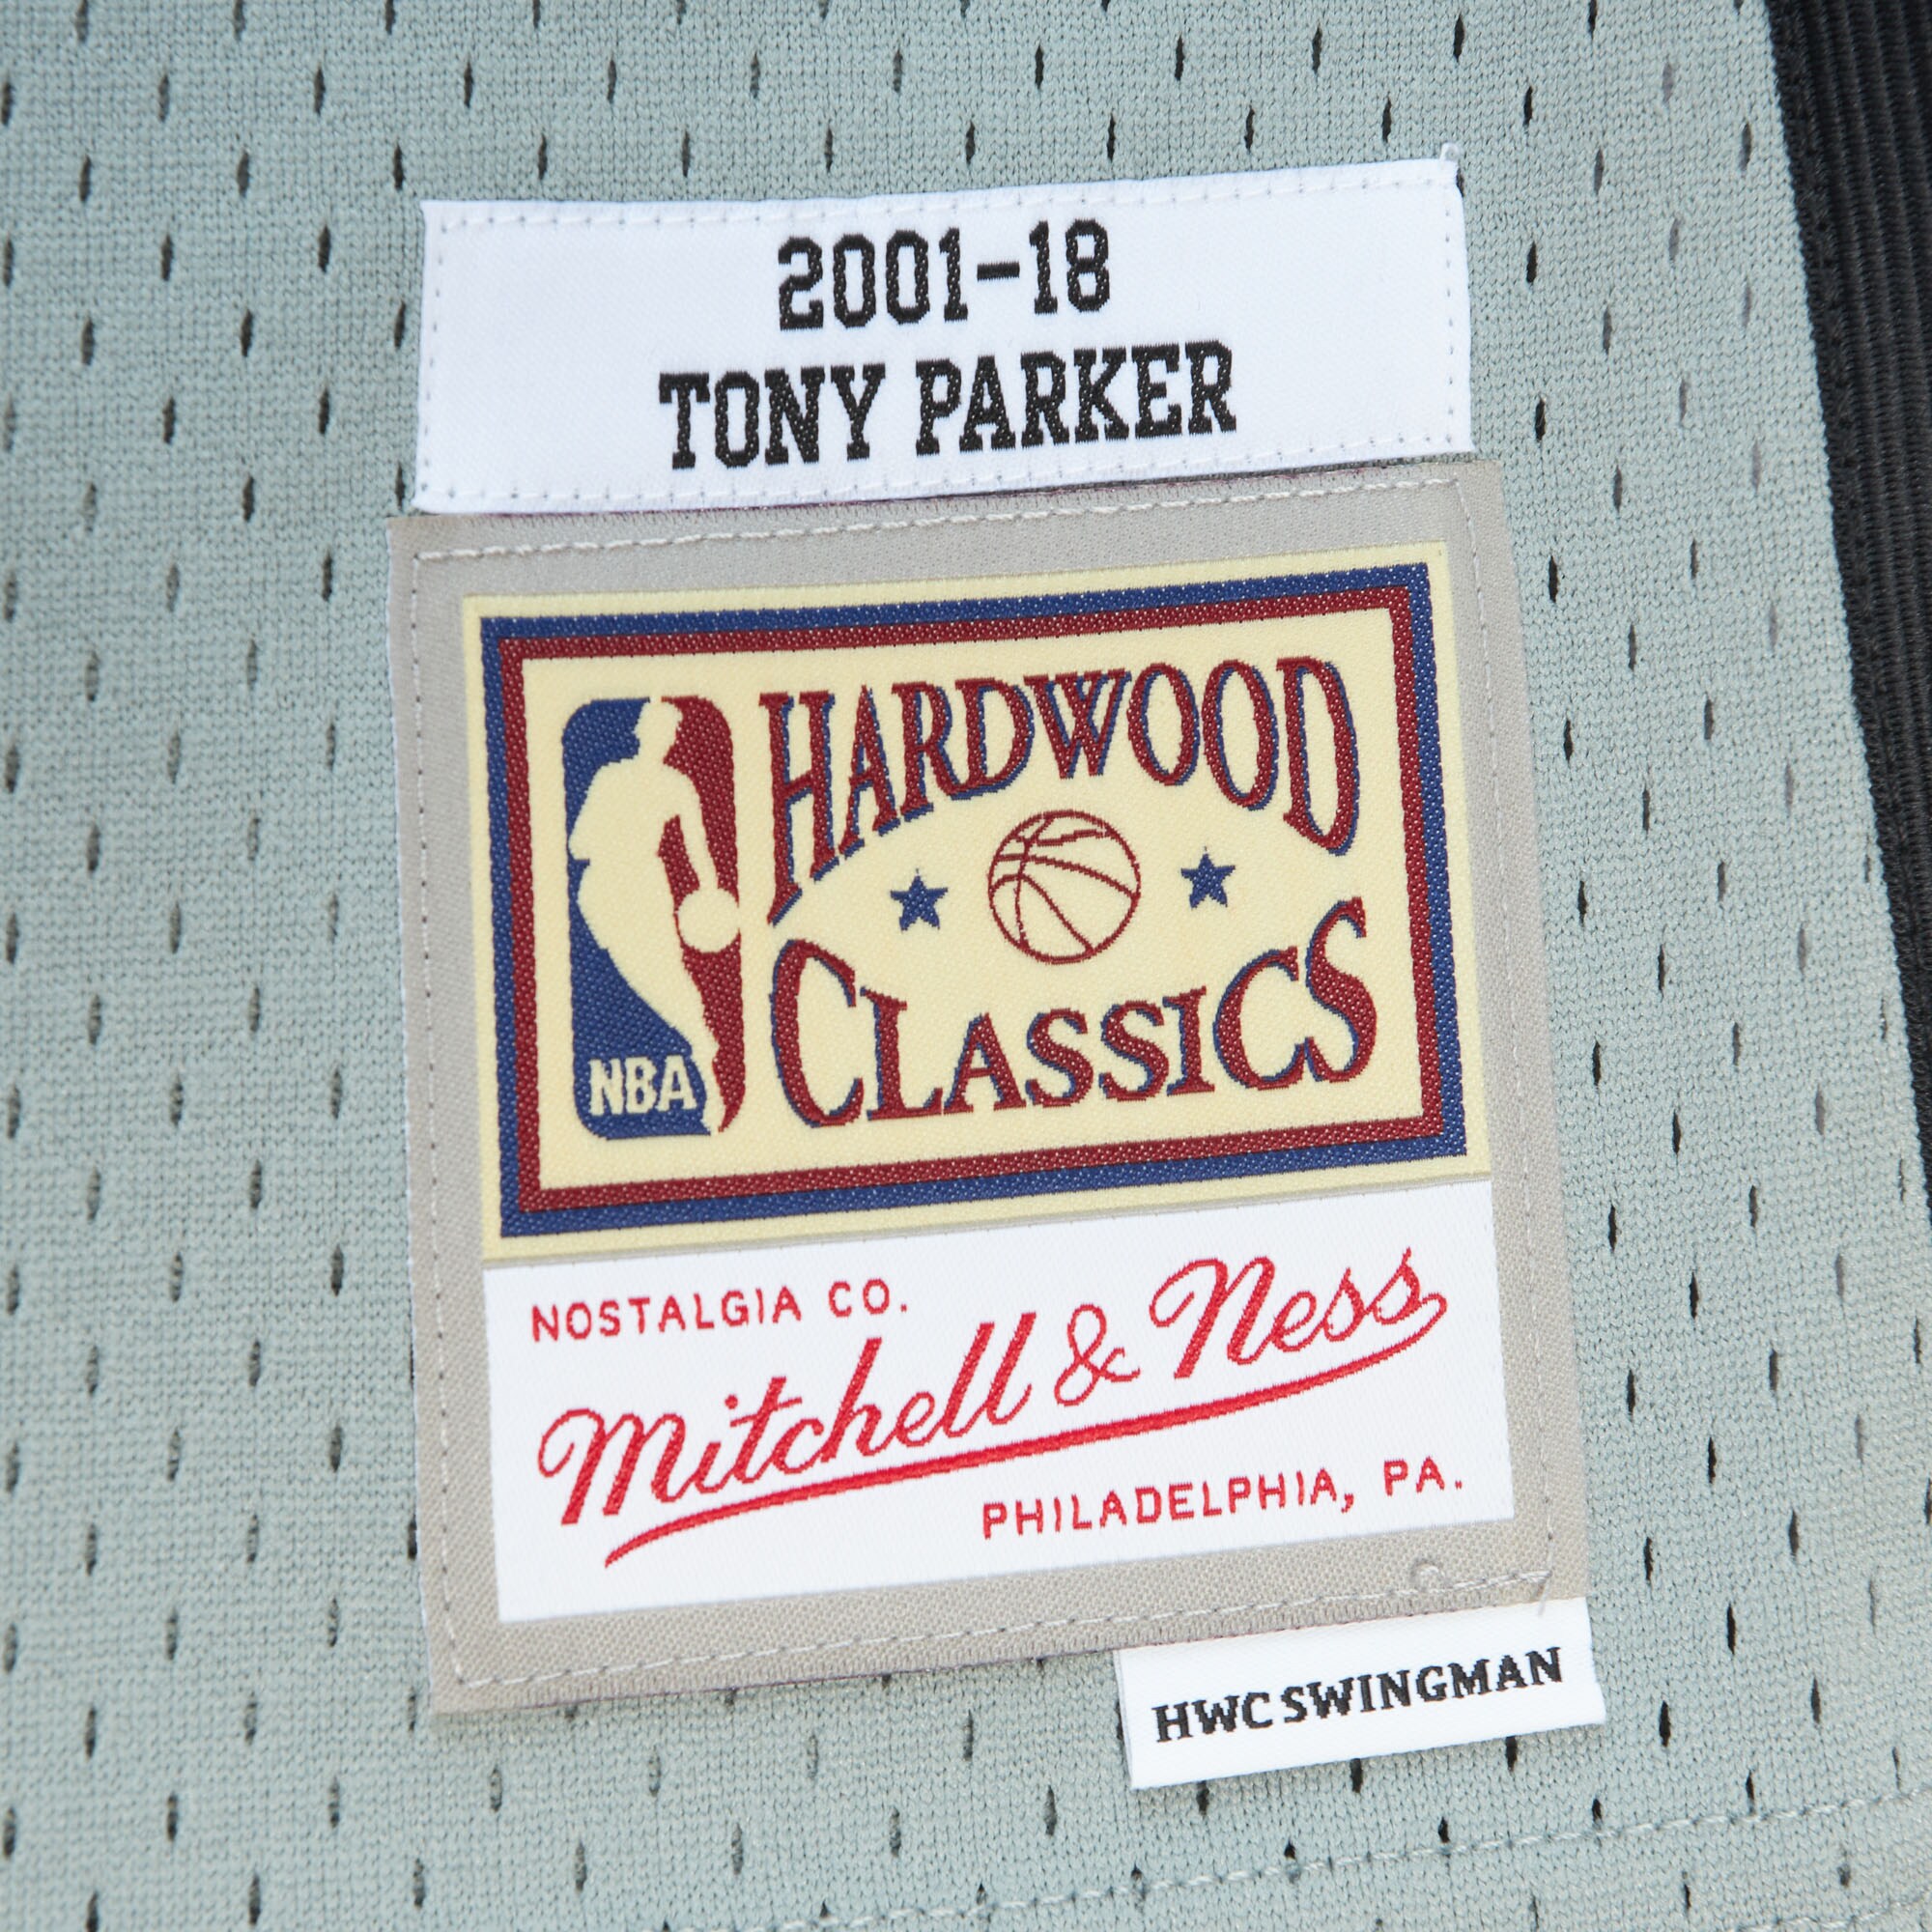 2001-18
TONY PARKER
HARDWOOD
CLASSICS
NBA
NOSTALGIA CO.
Mitchell & Ness
PHILADELPHIA, PA.
HWC SWINGMAN